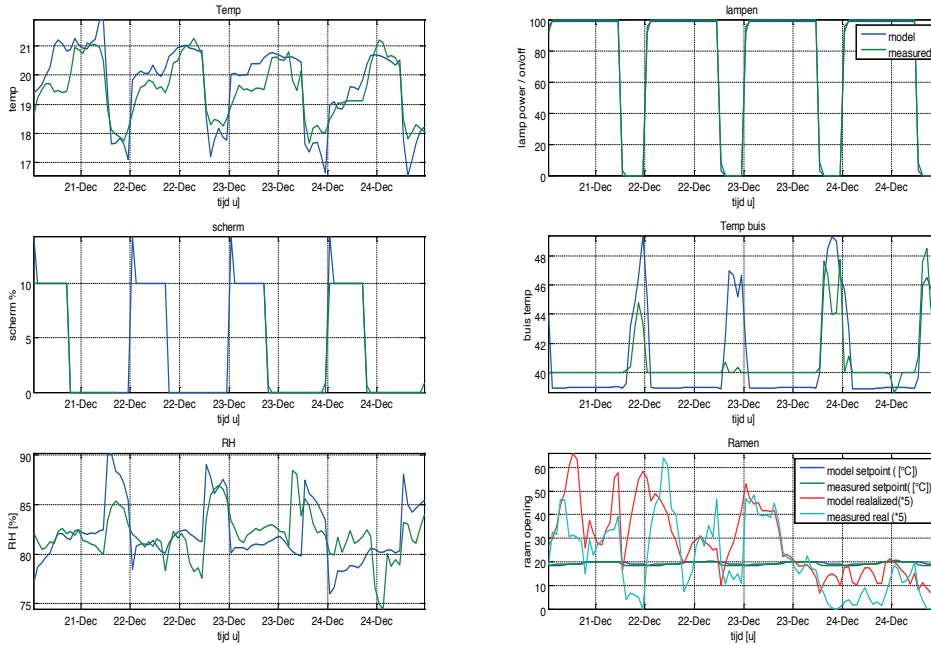 Temp
temp
21
20
19
18
17
21-Dec 22-Dec 22-Dec 23-Dec 23-Dec 24-Dec 24-Dec
tijd u]
lampen
lamp power / on/off
100
80
60
40
20
0
model
measured
21-Dec 22-Dec 22-Dec 23-Dec 23-Dec 24-Dec 24-Dec
tijd u]
scherm
scherm %
10
5
0
21-Dec 22-Dec 22-Dec 23-Dec 23-Dec 24-Dec 24-Dec
tijd u]
Temp buis
buis temp
48
46
44
42
40
21-Dec 22-Dec 22-Dec 23-Dec 23-Dec 24-Dec 24-Dec
tijd u]
RH
RH [%]
90
85
80
75
21-Dec 22-Dec 22-Dec 23-Dec 23-Dec 24-Dec 24-Dec
tijd u]
Ramen
raam opening
60
50
40
30
20
10
0
model setpoint ( [°C])
measured setpoint( [°C])
model realalized(*5)
measured real (*5)
21-Dec 22-Dec 22-Dec 23-Dec 23-Dec 24-Dec 24-Dec
tijd [u]